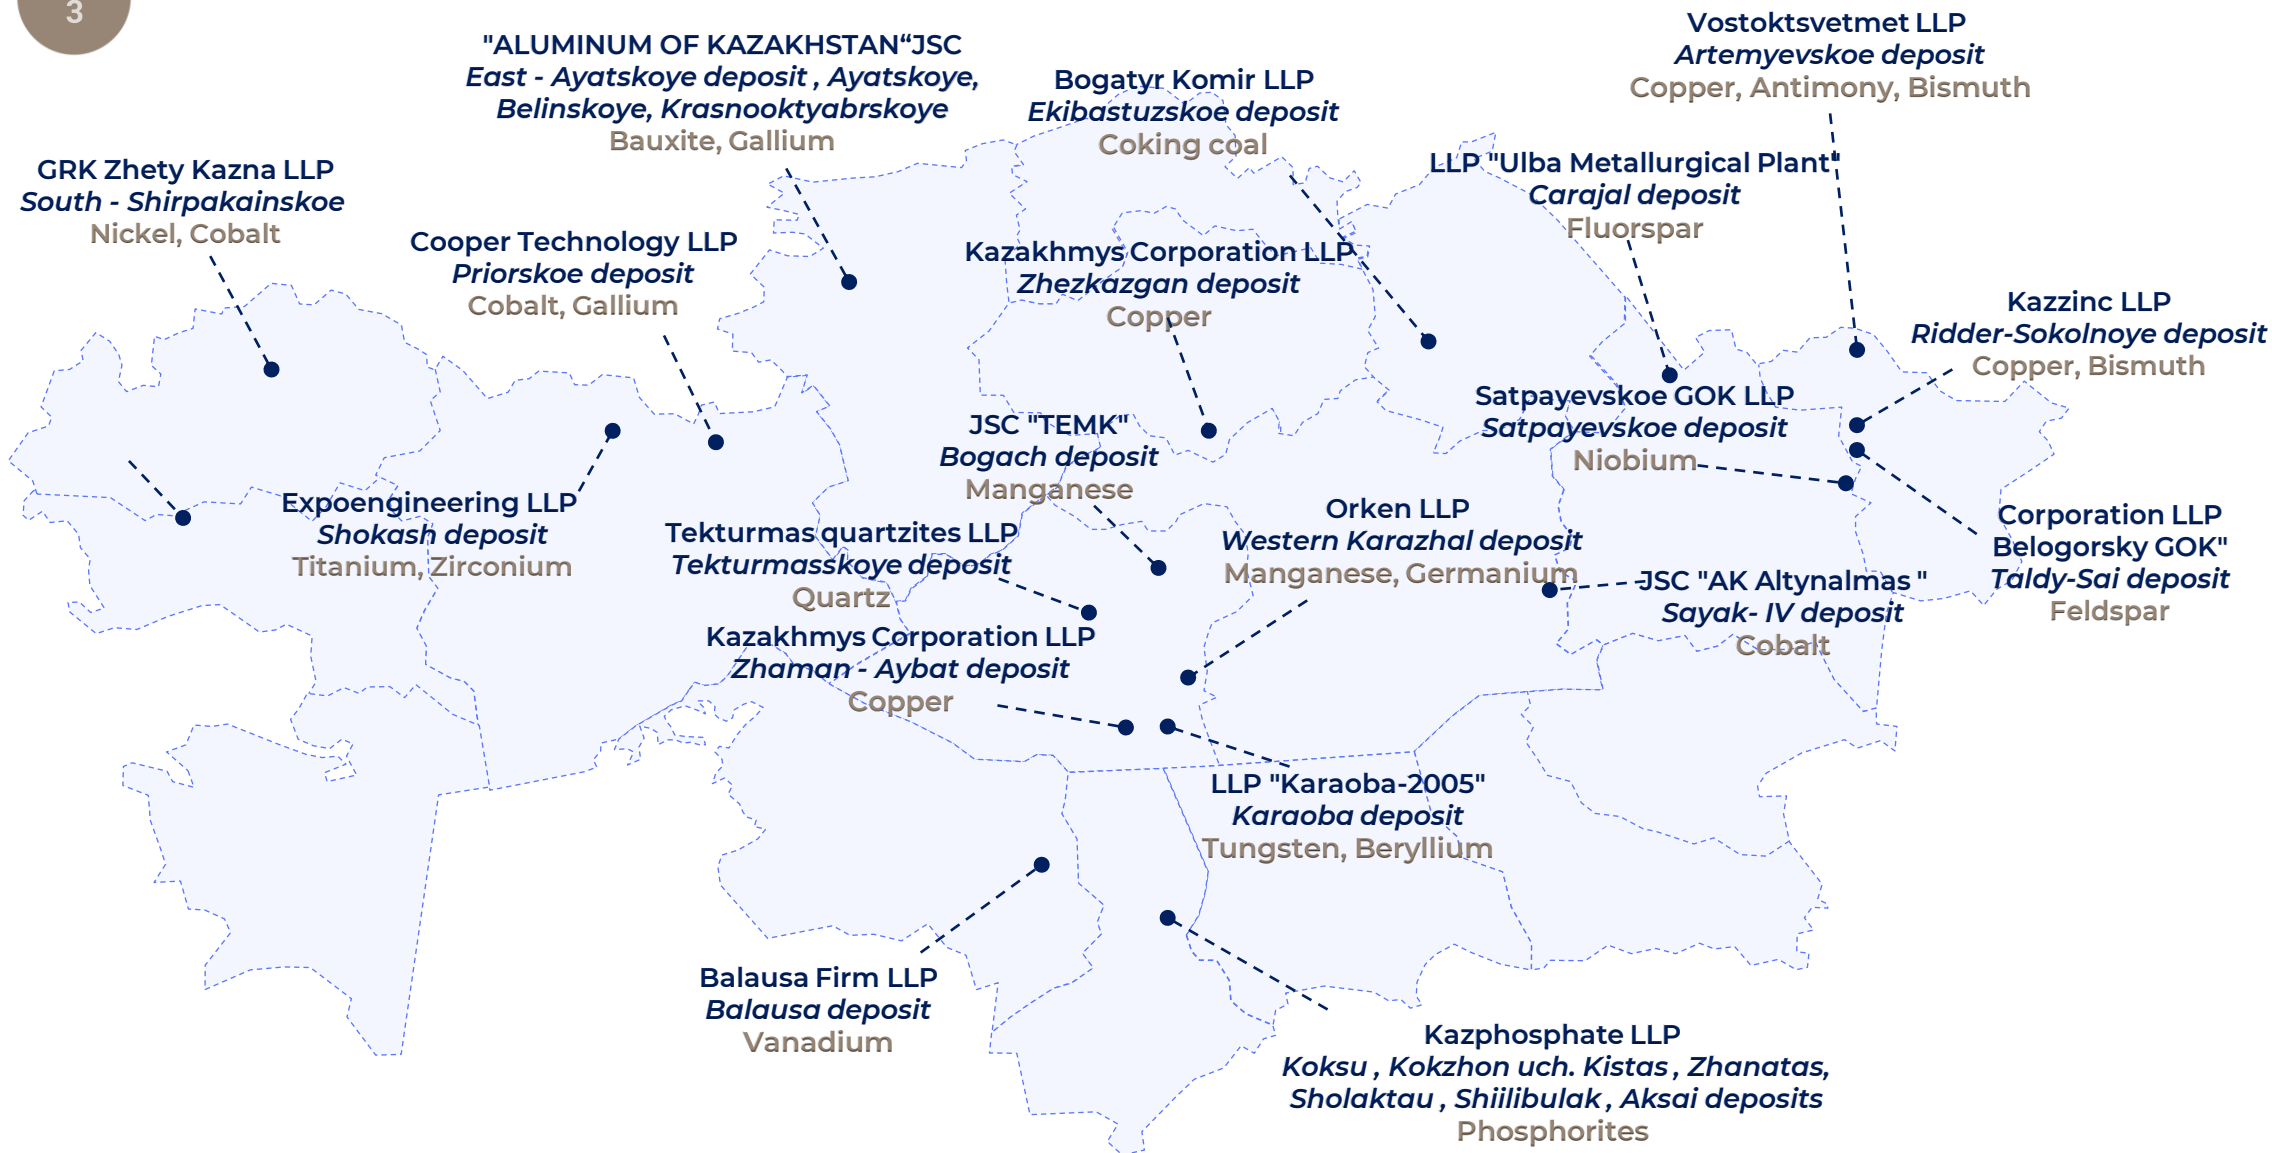 3
"ALUMINUM OF KAZAKHSTAN“JSC
East - Ayatskoye deposit , Ayatskoye,
Belinskoye, Krasnooktyabrskoye
Bauxite, Gallium
Bogatyr Komir LLP
Ekibastuzskoe deposit
Coking coal
Vostoktsvetmet LLP
Artemyevskoe deposit
Copper, Antimony, Bismuth
GRK Zhety Kazna LLP
South - Shirpakainskoe
Nickel, Cobalt
LLP "Ulba Metallurgical Plant"
Carajal deposit
Fluorspar
Cooper Technology LLP
Priorskoe deposit
Cobalt, Gallium
Kazakhmys Corporation LLP
Zhezkazgan deposit
Copper
Kazzinc LLP
Ridder-Sokolnoye deposit
Copper, Bismuth
Satpayevskoe GOK LLP
Satpayevskoe deposit
Niobium
JSC "TEMK"
Bogach deposit
Manganese
Expoengineering LLP
Shokash deposit
Titanium, Zirconium
Tekturmas quartzites LLP
Tekturmasskoye deposit
Quartz
Orken LLP
Western Karazhal deposit
Manganese, Germanium
Corporation LLP
Belogorsky GOK"
Taldy-Sai deposit
Feldspar
JSC "AK Altynalmas "
Sayak- IV deposit
Cobalt
Kazakhmys Corporation LLP
Zhaman - Aybat deposit
Copper
LLP "Karaoba-2005"
Karaoba deposit
Tungsten, Beryllium
Balausa Firm LLP
Balausa deposit
Vanadium
Kazphosphate LLP
Koksu , Kokzhon uch. Kistas , Zhanatas,
Sholaktau , Shiilibulak , Aksai deposits
Phosphorites